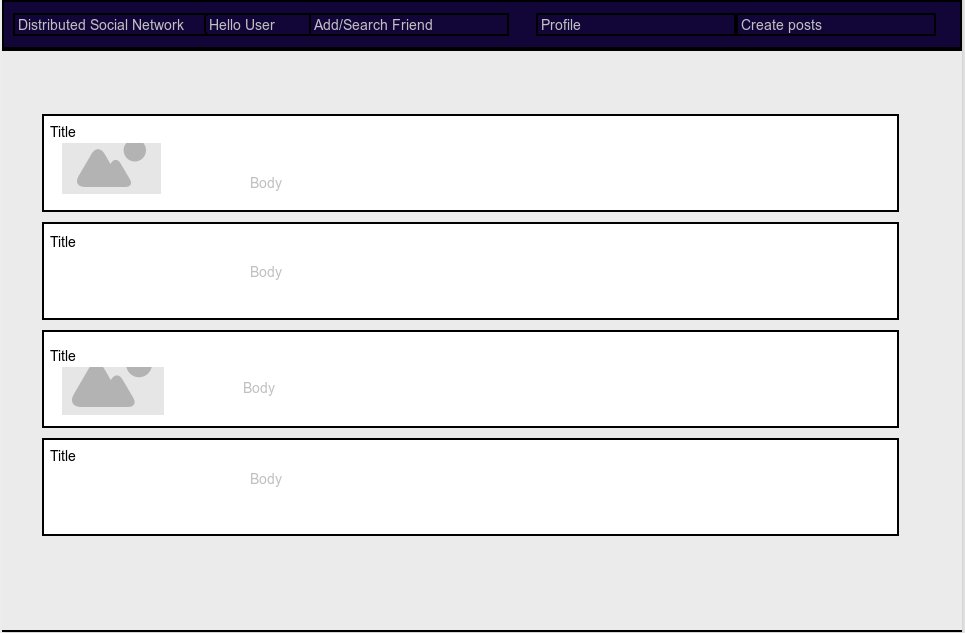 Distributed Social Network Hello User Add/Search Friend Profile Create posts
Title
Body
Title
Body
Title
Body
Title
Body